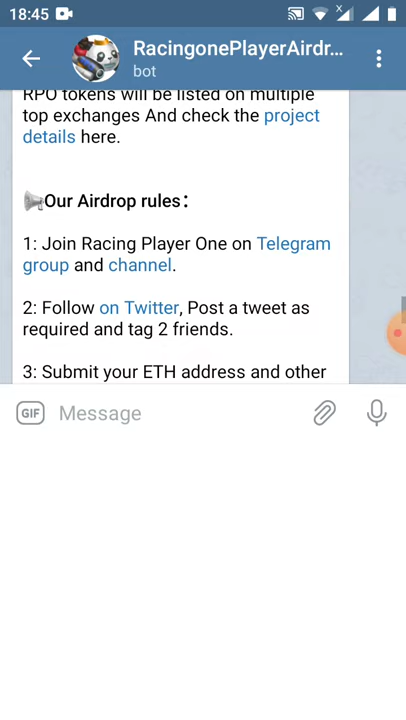 18:45
RacingonePlayerAirdr...
bot
RPO tokens will be listed on multiple
top exchanges And check the project
details here.
Our Airdrop rules：
1: Join Racing Player One on Telegram
group and channel.
2: Follow on Twitter, Post a tweet as
required and tag 2 friends.
3: Submit your ETH address and other
GIF Message